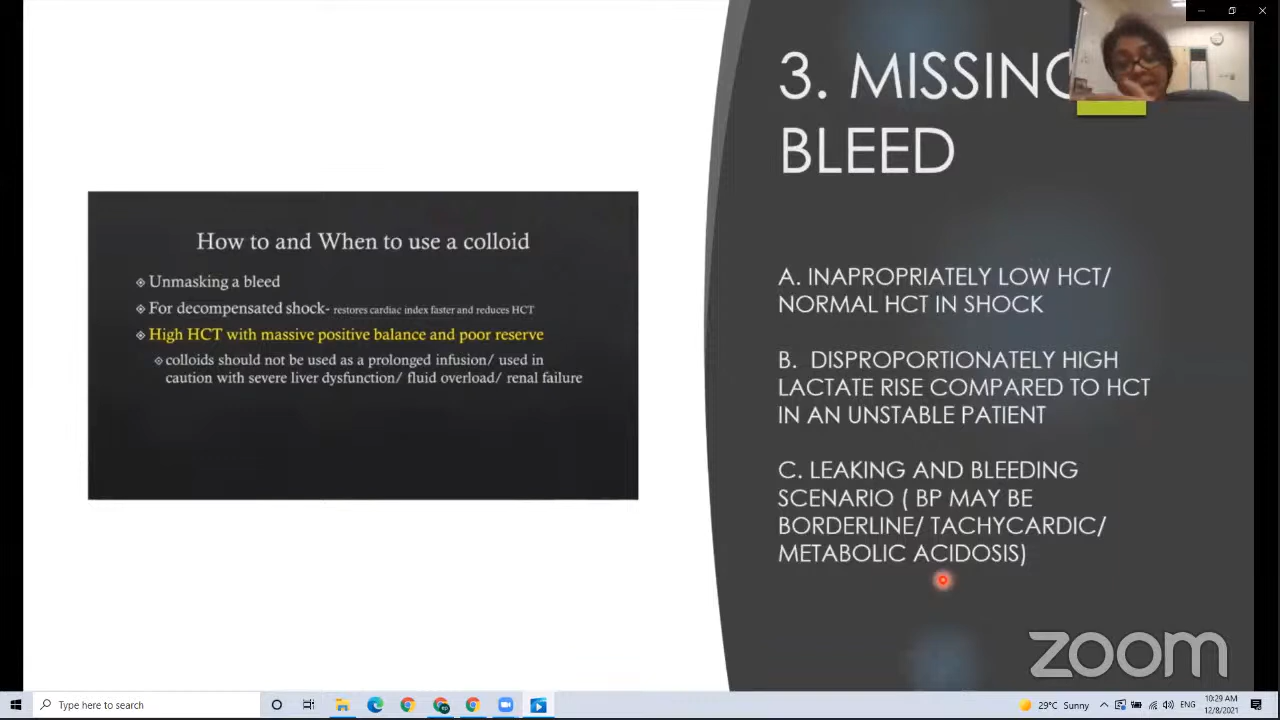 3. MISSING
BLEED
How to and When to use a colloid
Unmasking a bleed
For decompensated shock- restores cardiac index faster and reduces HCT
High HCT with massive positive balance and poor reserve
colloids should not be used as a prolonged infusion/ used in
caution with severe liver dysfunction/ fluid overload/ renal failure
A. INAPROPRIATELY LOW HCT/
NORMAL HCT IN SHOCK
B. DISPROPORTIONATELY HIGH
LACTATE RISE COMPARED TO HCT
IN AN UNSTABLE PATIENT
C. LEAKING AND BLEEDING
SCENARIO ( BP MAY BE
BORDERLINE/ TACHYCARDIC/
METABOLIC ACIDOSIS)
zoom
Type here to search
29°C Sunny
ENG
10:29 AM
12/8/2021